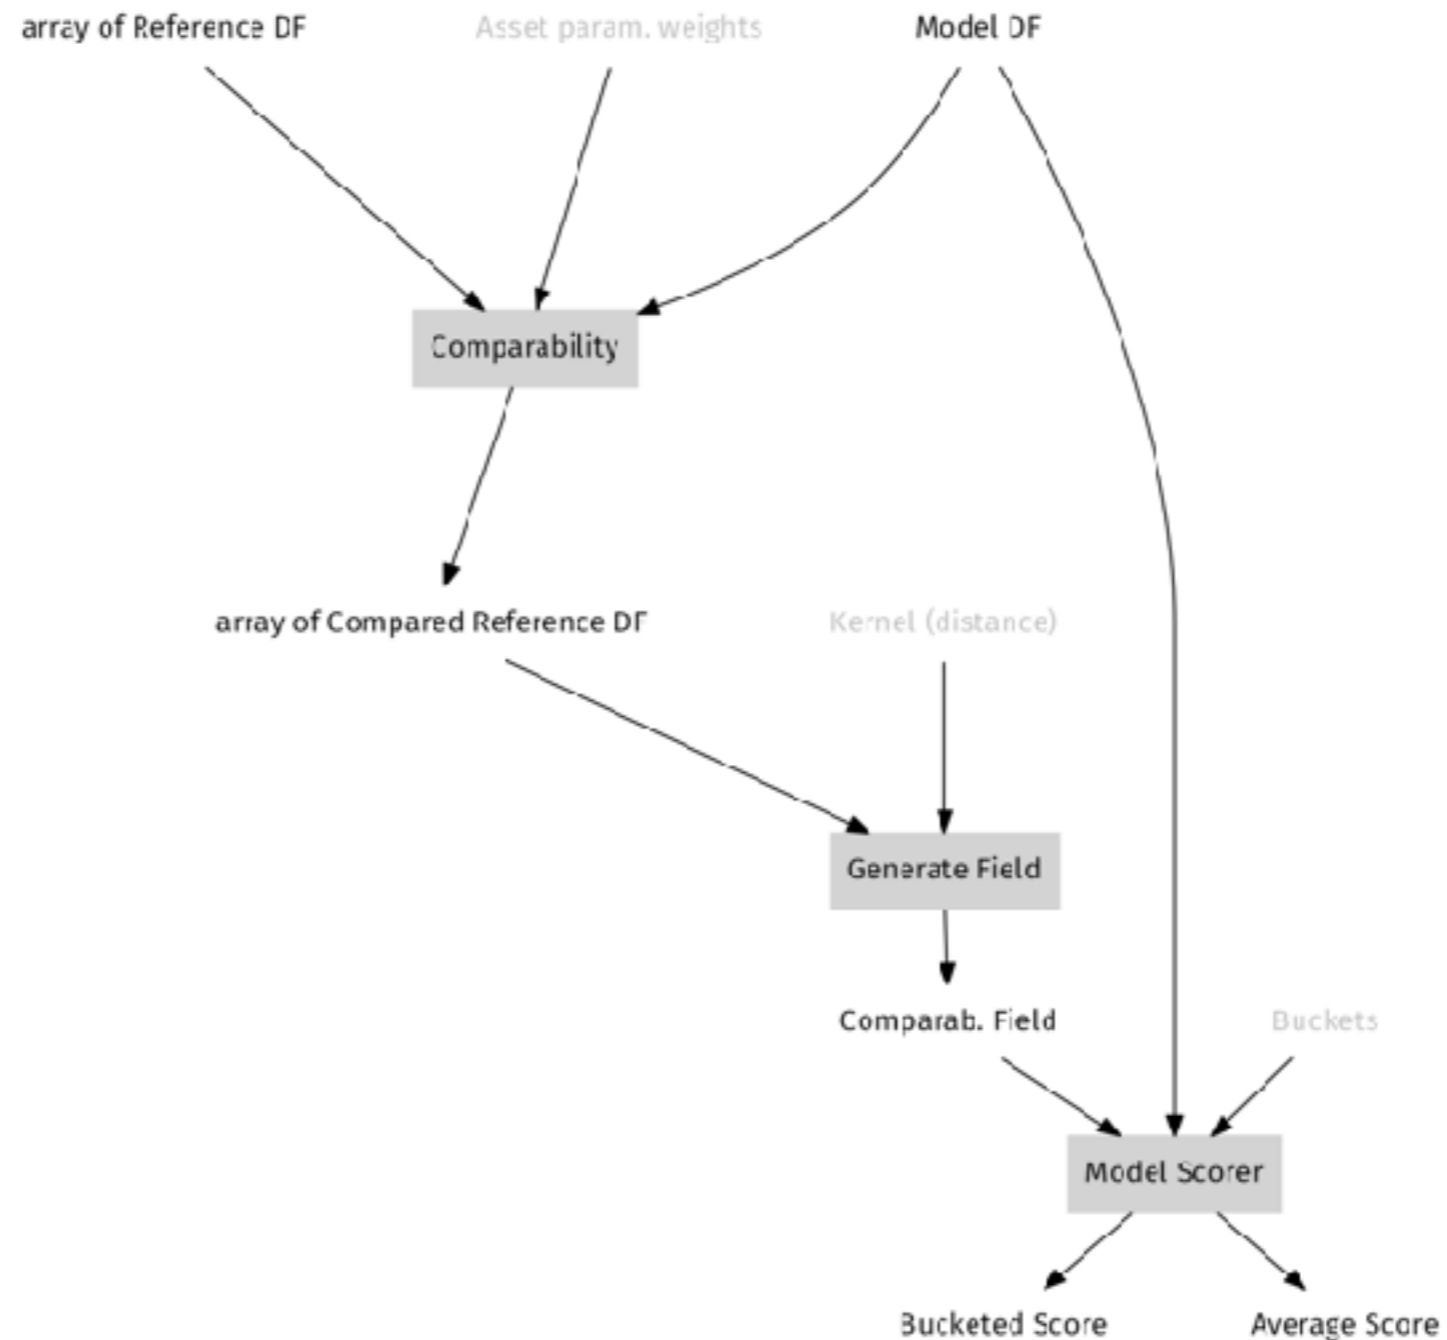 array of Reference DF
Asset param. weights
Model DF
Comparability
array of Compared Reference DF
Kernel (distance)
Generate Field
Comparab. Field
Buckets
Model Scorer
Bucketed Score
Average Score